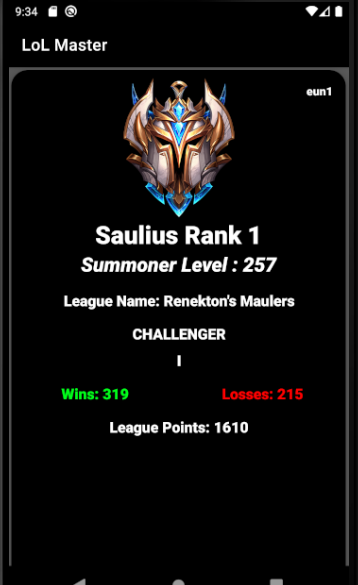 9:34
LoL Master
eun1
Saulius Rank 1
Summoner Level : 257
League Name: Renekton's Maulers
CHALLENGER
I
Wins: 319 Losses: 215
League Points: 1610